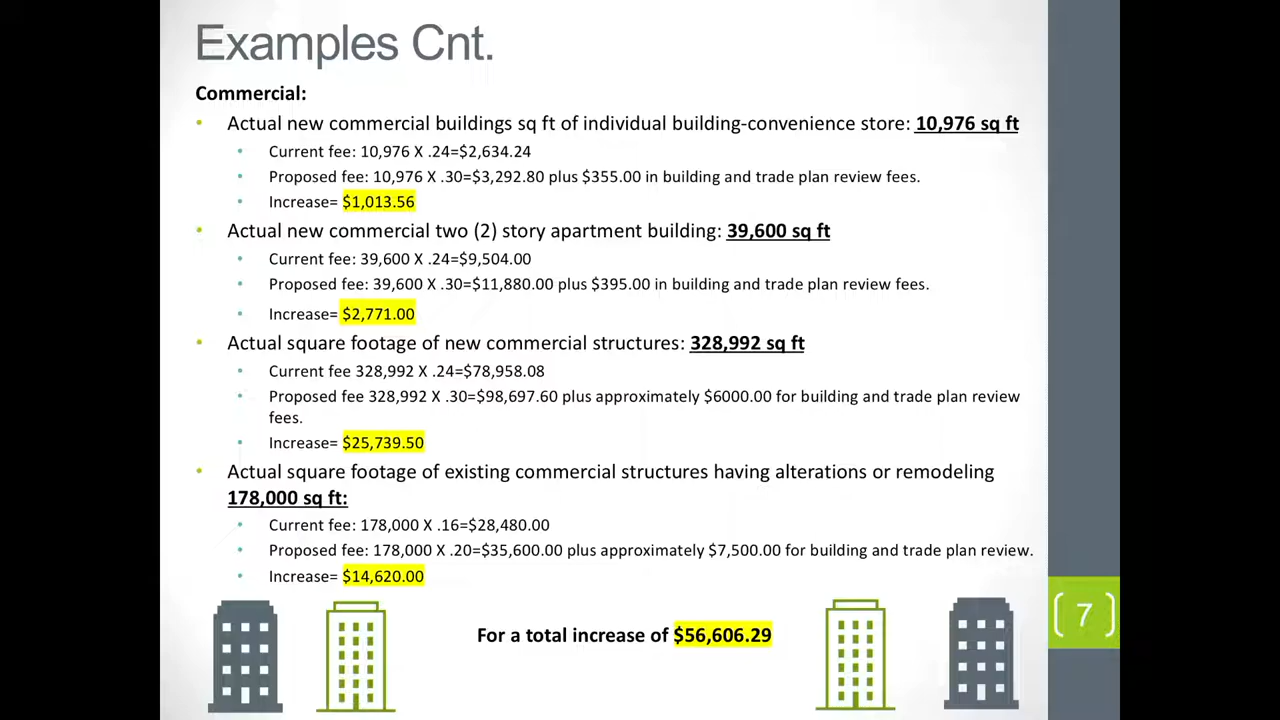 Examples Cnt.
Commercial:
• Actual new commercial buildings sq ft of individual building-convenience store: 10,976 sq ft
• Current fee: 10,976 X .24=$2,634.24
• Proposed fee: 10,976 X .30=$3,292.80 plus $355.00 in building and trade plan review fees.
• Increase= $1,013.56
• Actual new commercial two (2) story apartment building: 39,600 sq ft
• Current fee: 39,600 X .24=$9,504.00
• Proposed fee: 39,600 X .30=$11,880.00 plus $395.00 in building and trade plan review fees.
• Increase= $2,771.00
• Actual square footage of new commercial structures: 328,992 sq ft
• Current fee 328,992 X .24=$78,958.08
• Proposed fee 328,992 X .30=$98,697.60 plus approximately $6000.00 for building and trade plan review
fees.
• Increase= $25,739.50
• Actual square footage of existing commercial structures having alterations or remodeling
178,000 sq ft:
• Current fee: 178,000 X .16=$28,480.00
• Proposed fee: 178,000 X .20=$35,600.00 plus approximately $7,500.00 for building and trade plan review.
• Increase= $14,620.00
For a total increase of $56,606.29
7